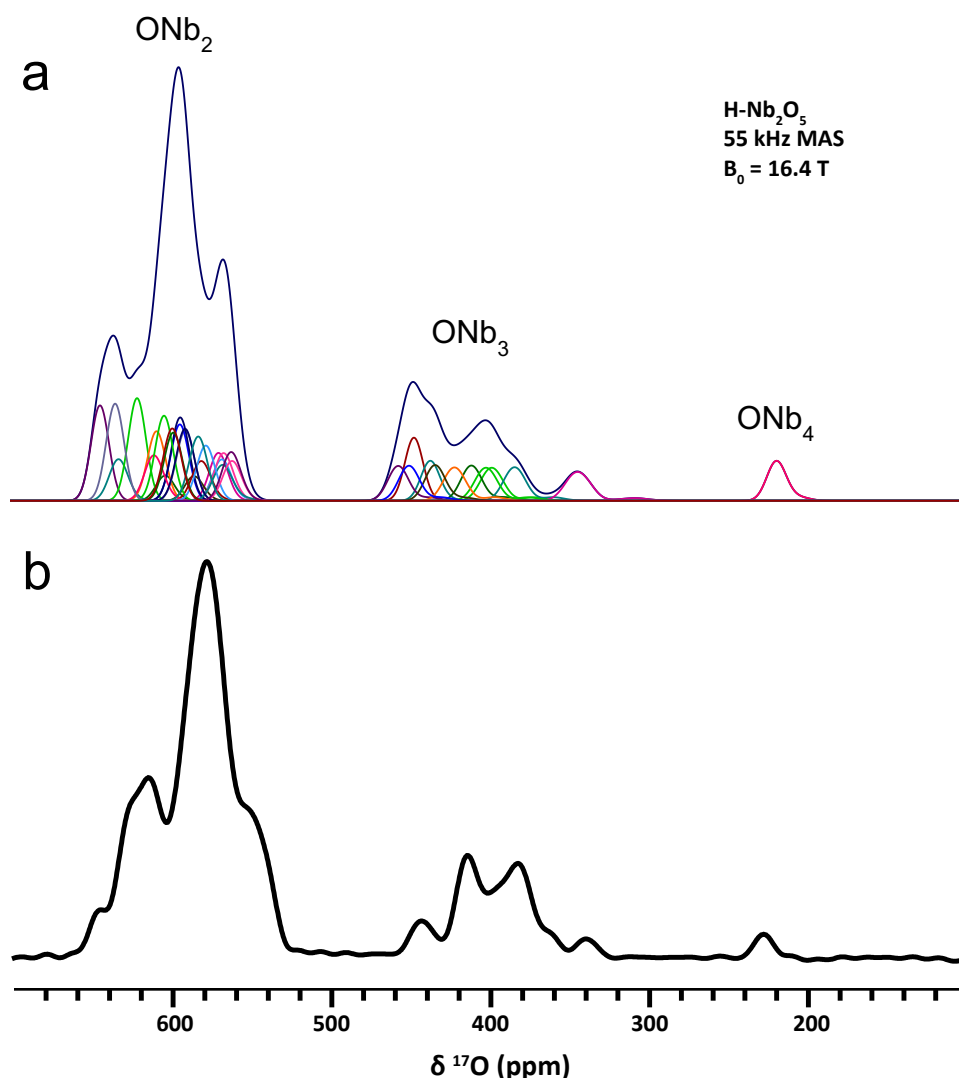 ONb₂
a
H-Nb₂O₅
55 kHz MAS
B₀ = 16.4 T
ONb₃
ONb₄
b
600 500 400 300 200
δ ¹⁷O (ppm)